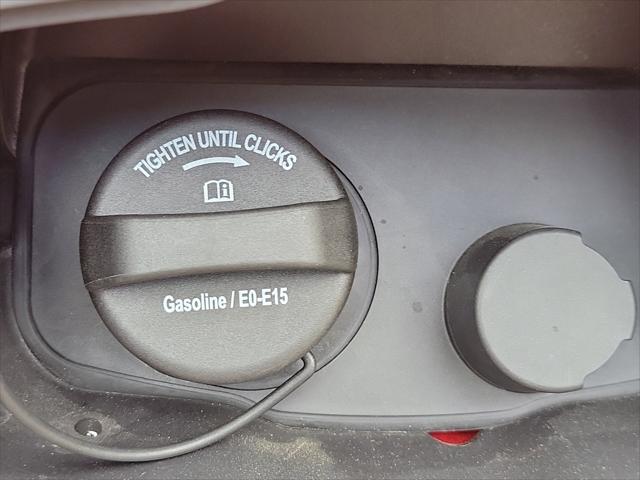 TIGHTEN UNTIL CLICKS
Gasoline / E0-E15